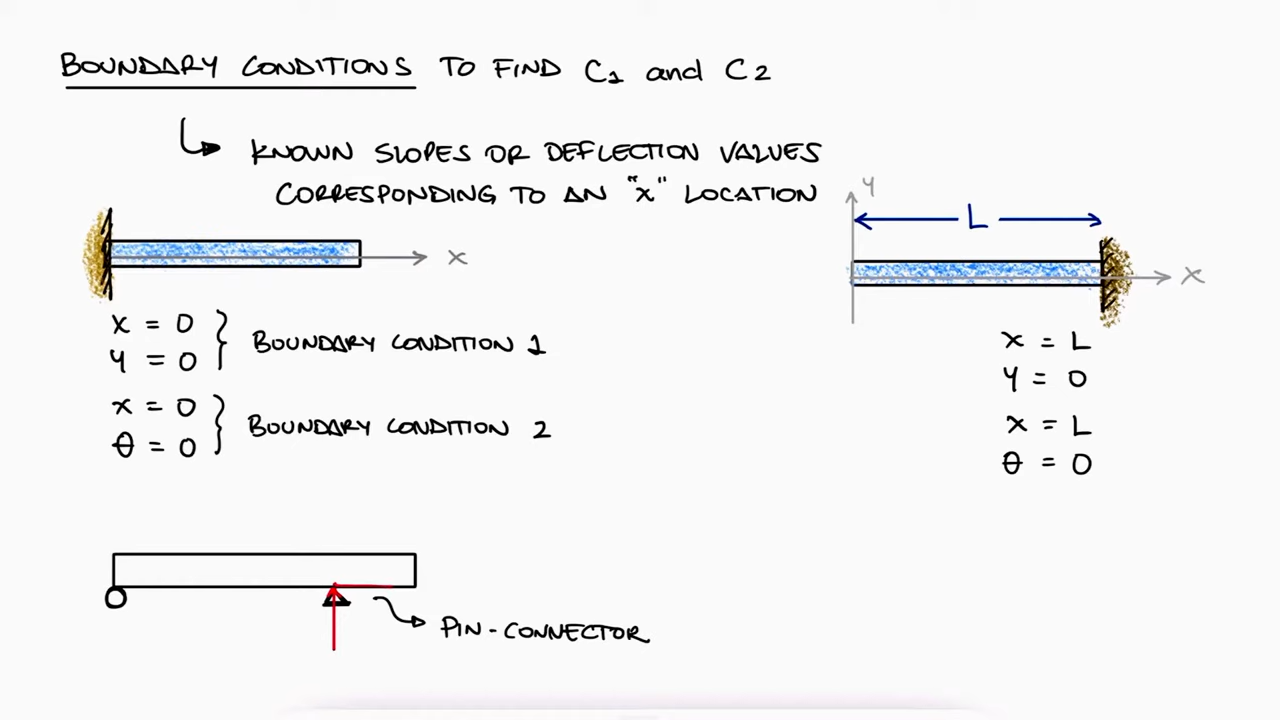 BOUNDARY CONDITIONS TO FIND C1 and C2
KNOWN SLOPES OR DEFLECTION VALUES
CORRESPONDING TO AN "X" LOCATION
Y
L
X
X
X = 0
Y = 0
BOUNDARY CONDITION 1
X = 0
θ = 0
BOUNDARY CONDITION 2
X = L
Y = 0
X = L
θ = 0
PIN-CONNECTOR